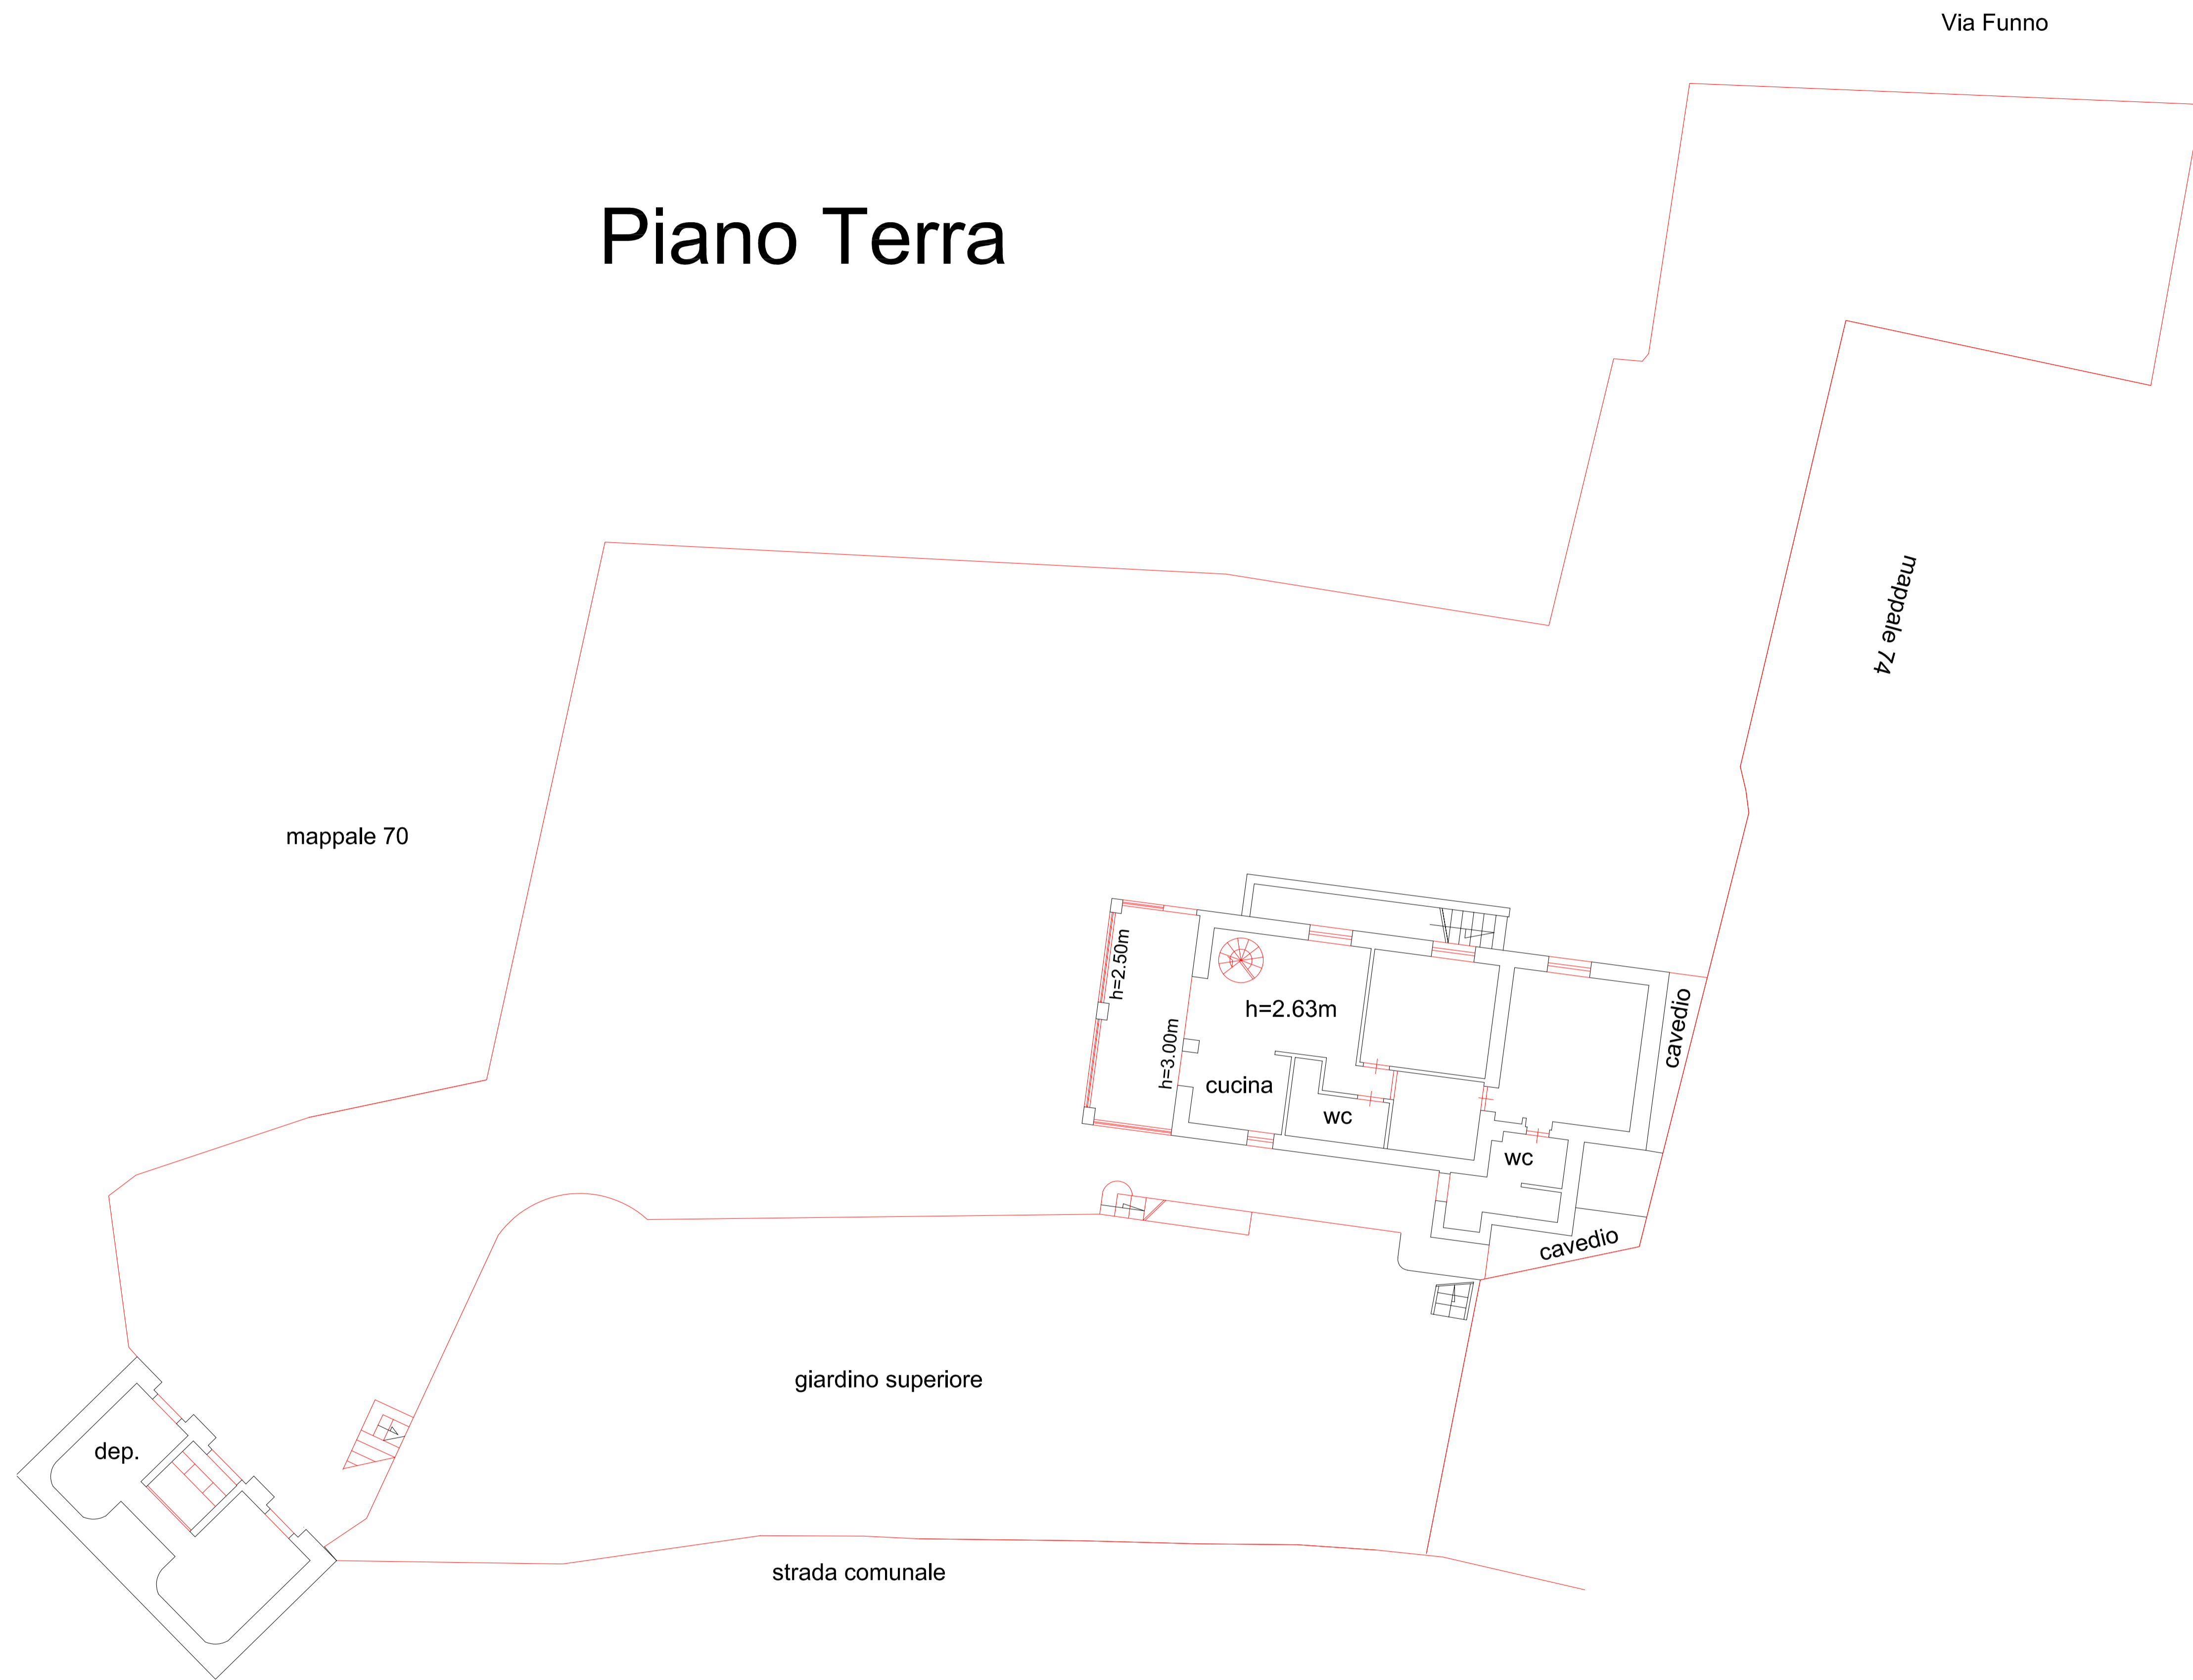 Via Funno
Piano Terra
mappale 74
mappale 70
h=2.50m
h=2.63m
cavedio
h=3.00m
cucina
wc
wc
cavedio
giardino superiore
dep.
strada comunale